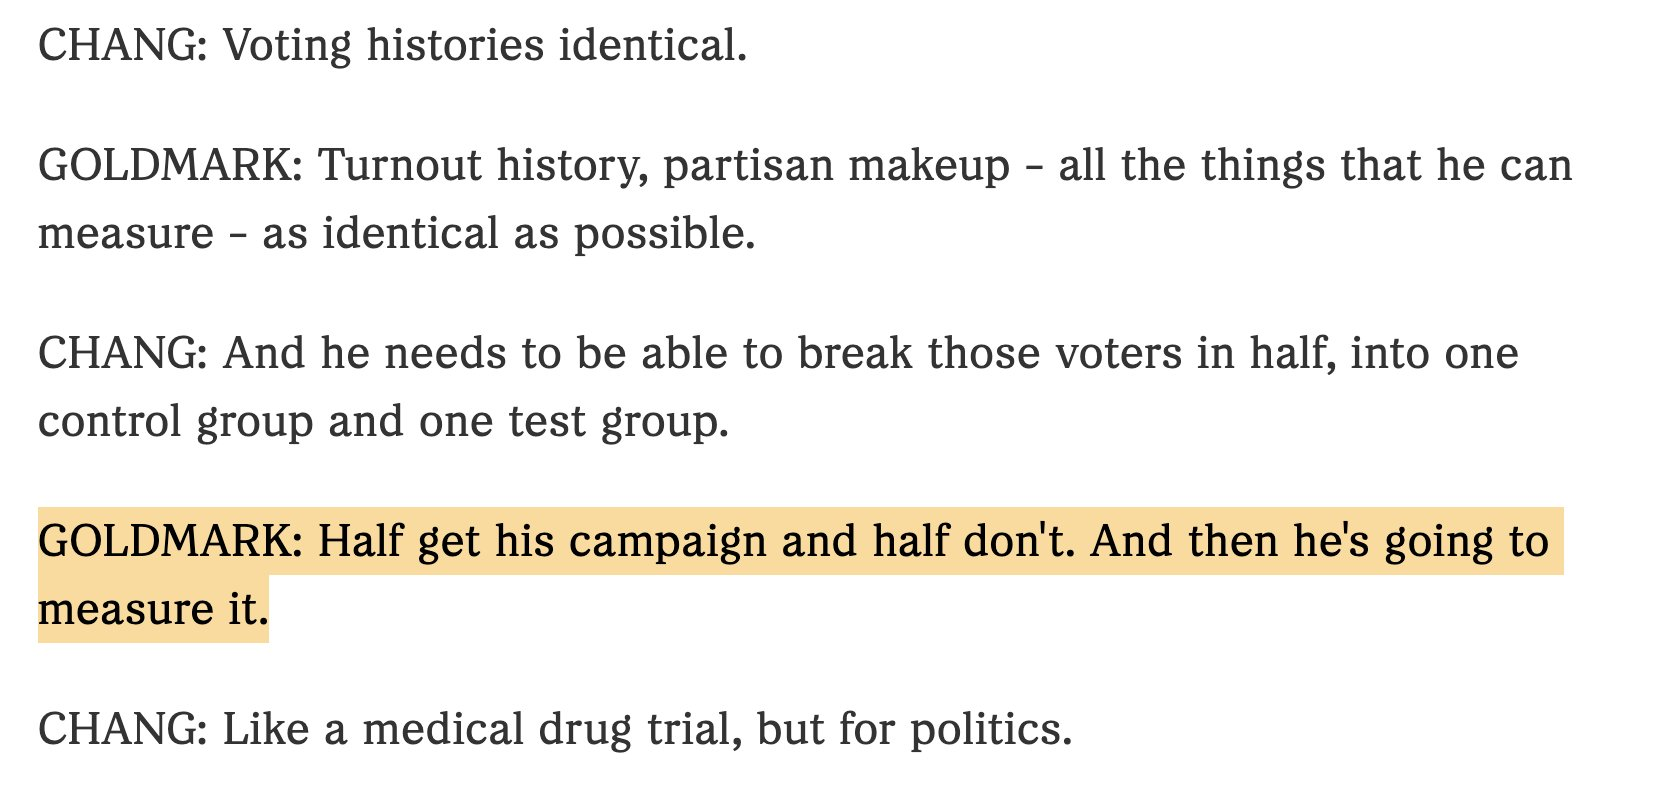 CHANG: Voting histories identical.
GOLDMARK: Turnout history, partisan makeup - all the things that he can
measure - as identical as possible.
CHANG: And he needs to be able to break those voters in half, into one
control group and one test group.
GOLDMARK: Half get his campaign and half don't. And then he's going to
measure it.
CHANG: Like a medical drug trial, but for politics.